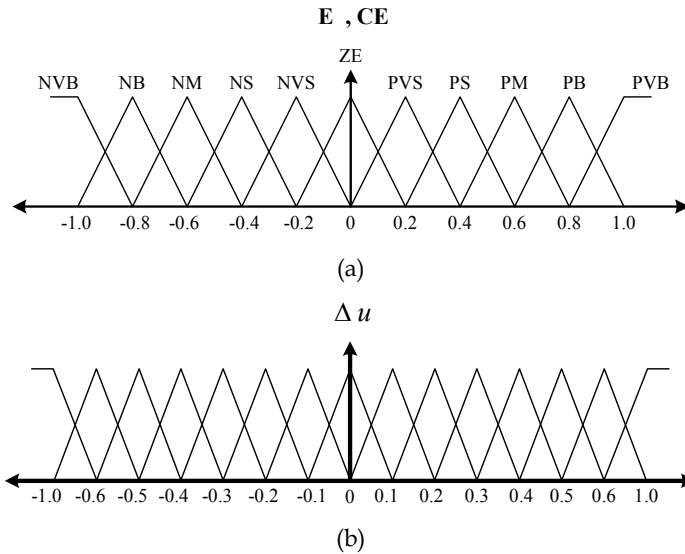 E , CE
ZE
NVB NB NM NS NVS PVS PS PM PB PVB
-1.0 -0.8 -0.6 -0.4 -0.2 0 0.2 0.4 0.6 0.8 1.0
(a)
Δ u
-1.0 -0.6 -0.5 -0.4 -0.3 -0.2 -0.1 0 0.1 0.2 0.3 0.4 0.5 0.6 1.0
(b)